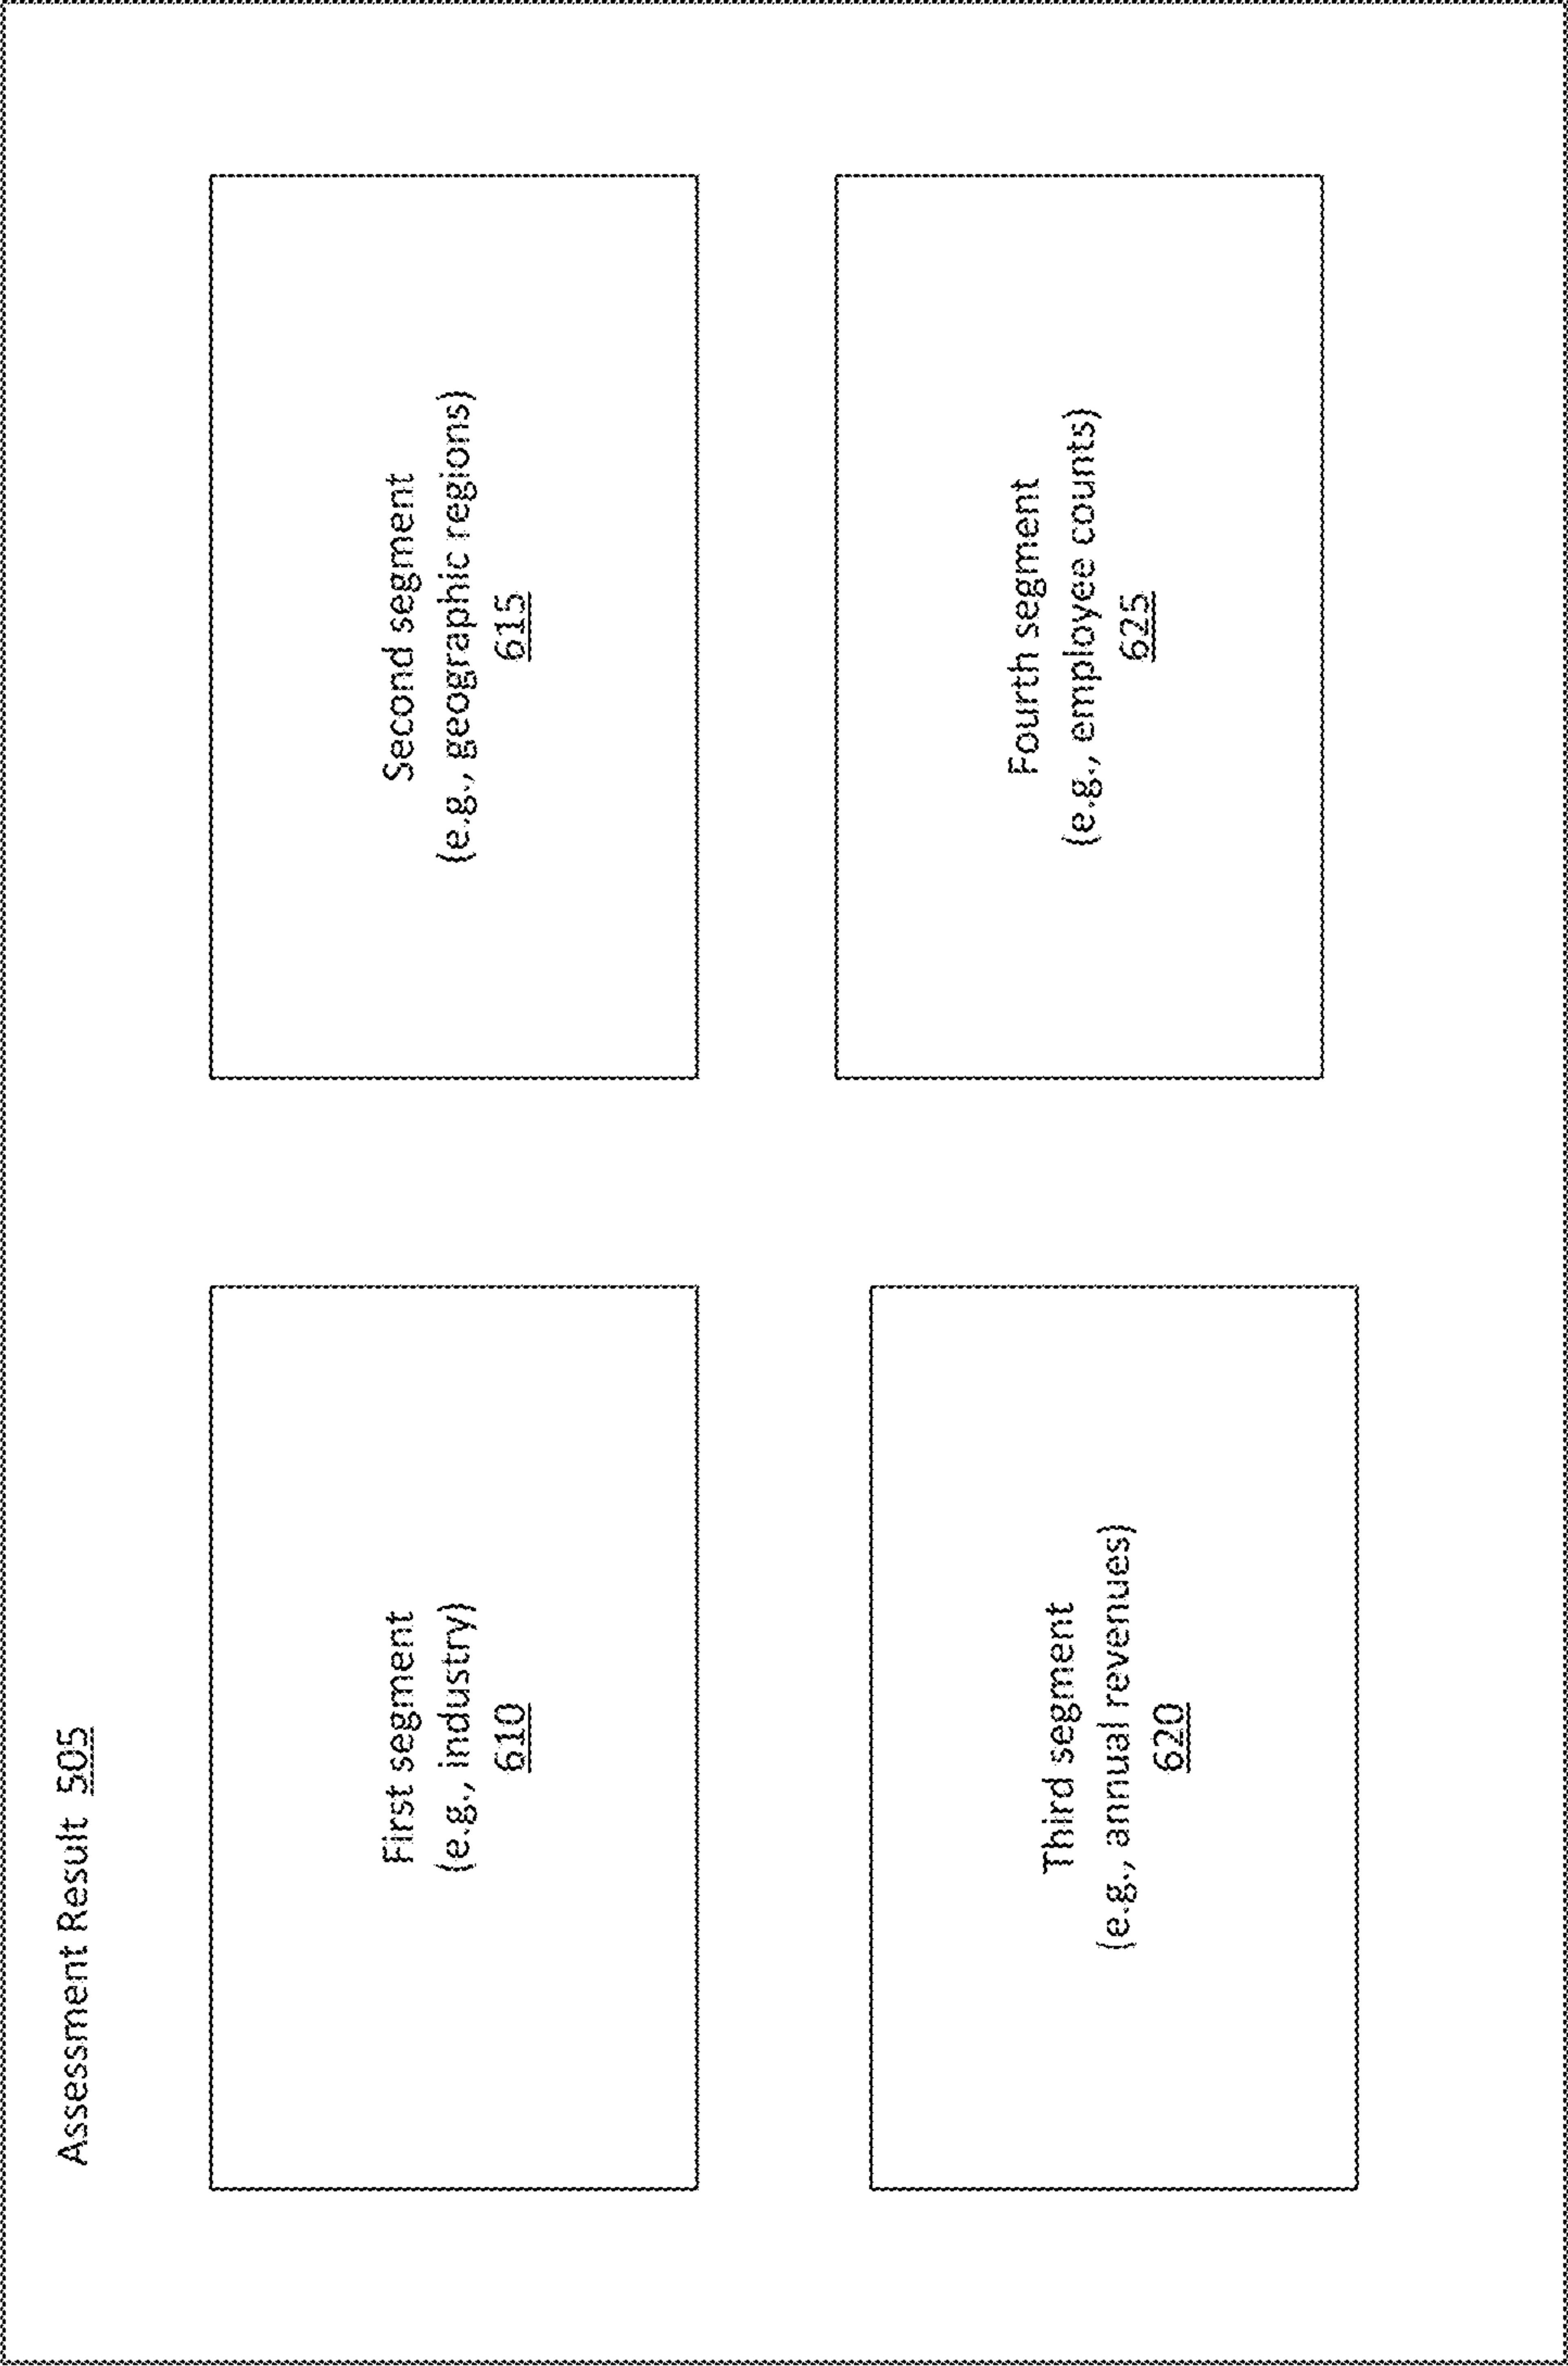 Assessment Result 505
First segment
(e.g., industry)
610
Second segment
(e.g., geographic regions)
615
Third segment
(e.g., annual revenues)
620
Fourth segment
(e.g., employee counts)
625